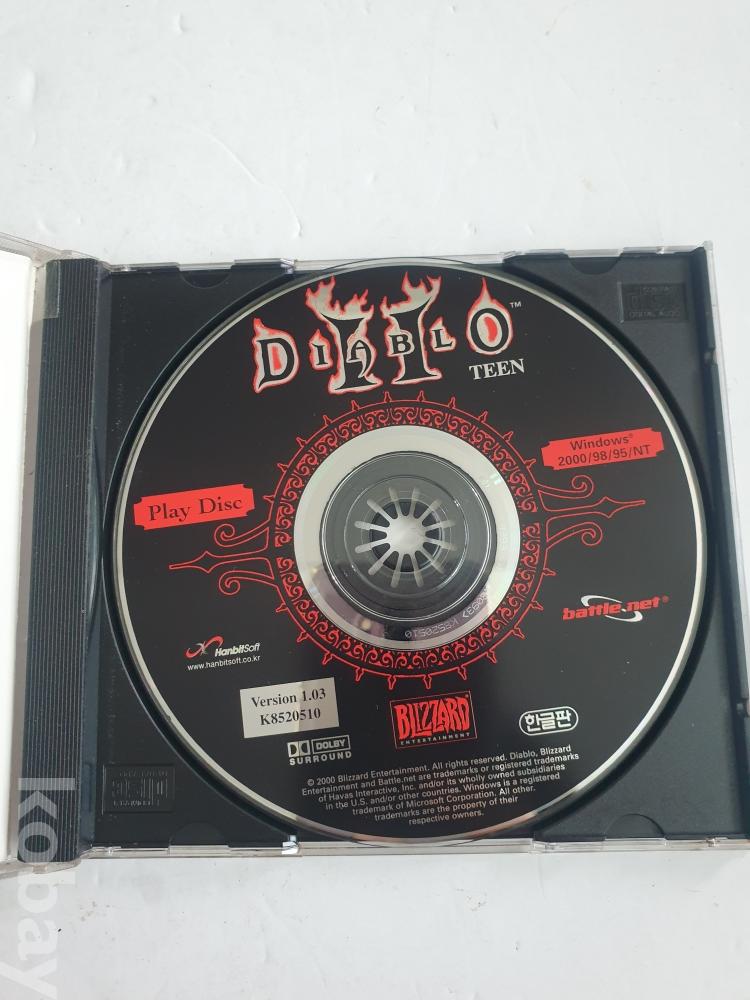 DIABLO II™
TEEN
Windows®
2000/98/95/NT
Play Disc
battle.net®
HanbitSoft
www.hanbitsoft.co.kr
K8520510
Version 1.03
K8520510
BLIZZARD
ENTERTAINMENT
한글판
DOLBY
SURROUND
© 2000 Blizzard Entertainment. All rights reserved. Diablo, Blizzard
Entertainment and Battle.net are trademarks or registered trademarks
of Havas Interactive, Inc. and/or its wholly owned subsidiaries
in the U.S. and/or other countries. Windows is a registered
trademark of Microsoft Corporation. All other.
trademarks are the property of their
respective owners.
kobay